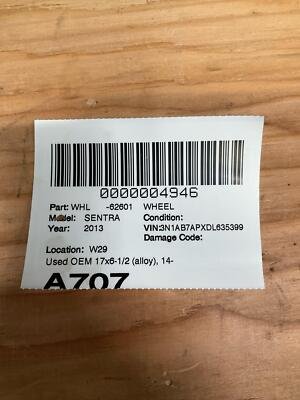 0000004946
Part: WHL -62601 WHEEL
Model: SENTRA Condition:
Year: 2013 VIN:3N1AB7APXDL635399
Damage Code:
Location: W29
Used OEM 17x6-1/2 (alloy), 14-
A707